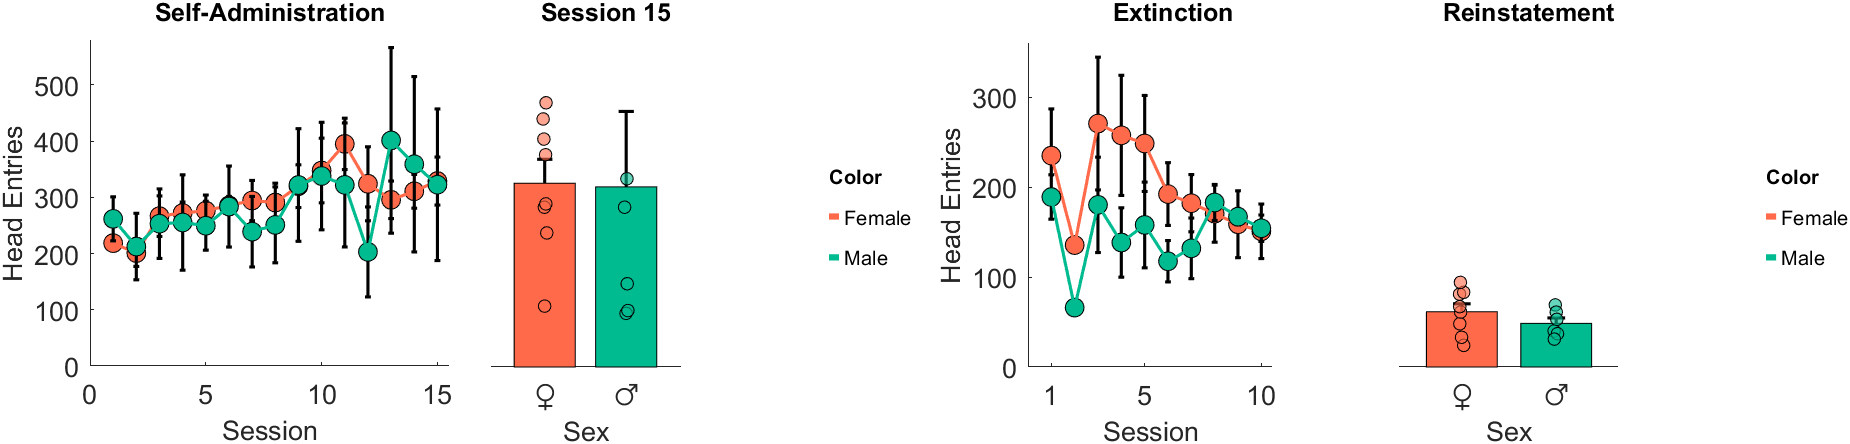 Self-Administration
Session 15
Extinction
Reinstatement
Head Entries
500
400
300
200
100
0
0
5
10
15
Session
♀
♂
Sex
Color
Female
Male
Head Entries
300
200
100
0
1
5
10
Session
♀
♂
Sex
Color
Female
Male